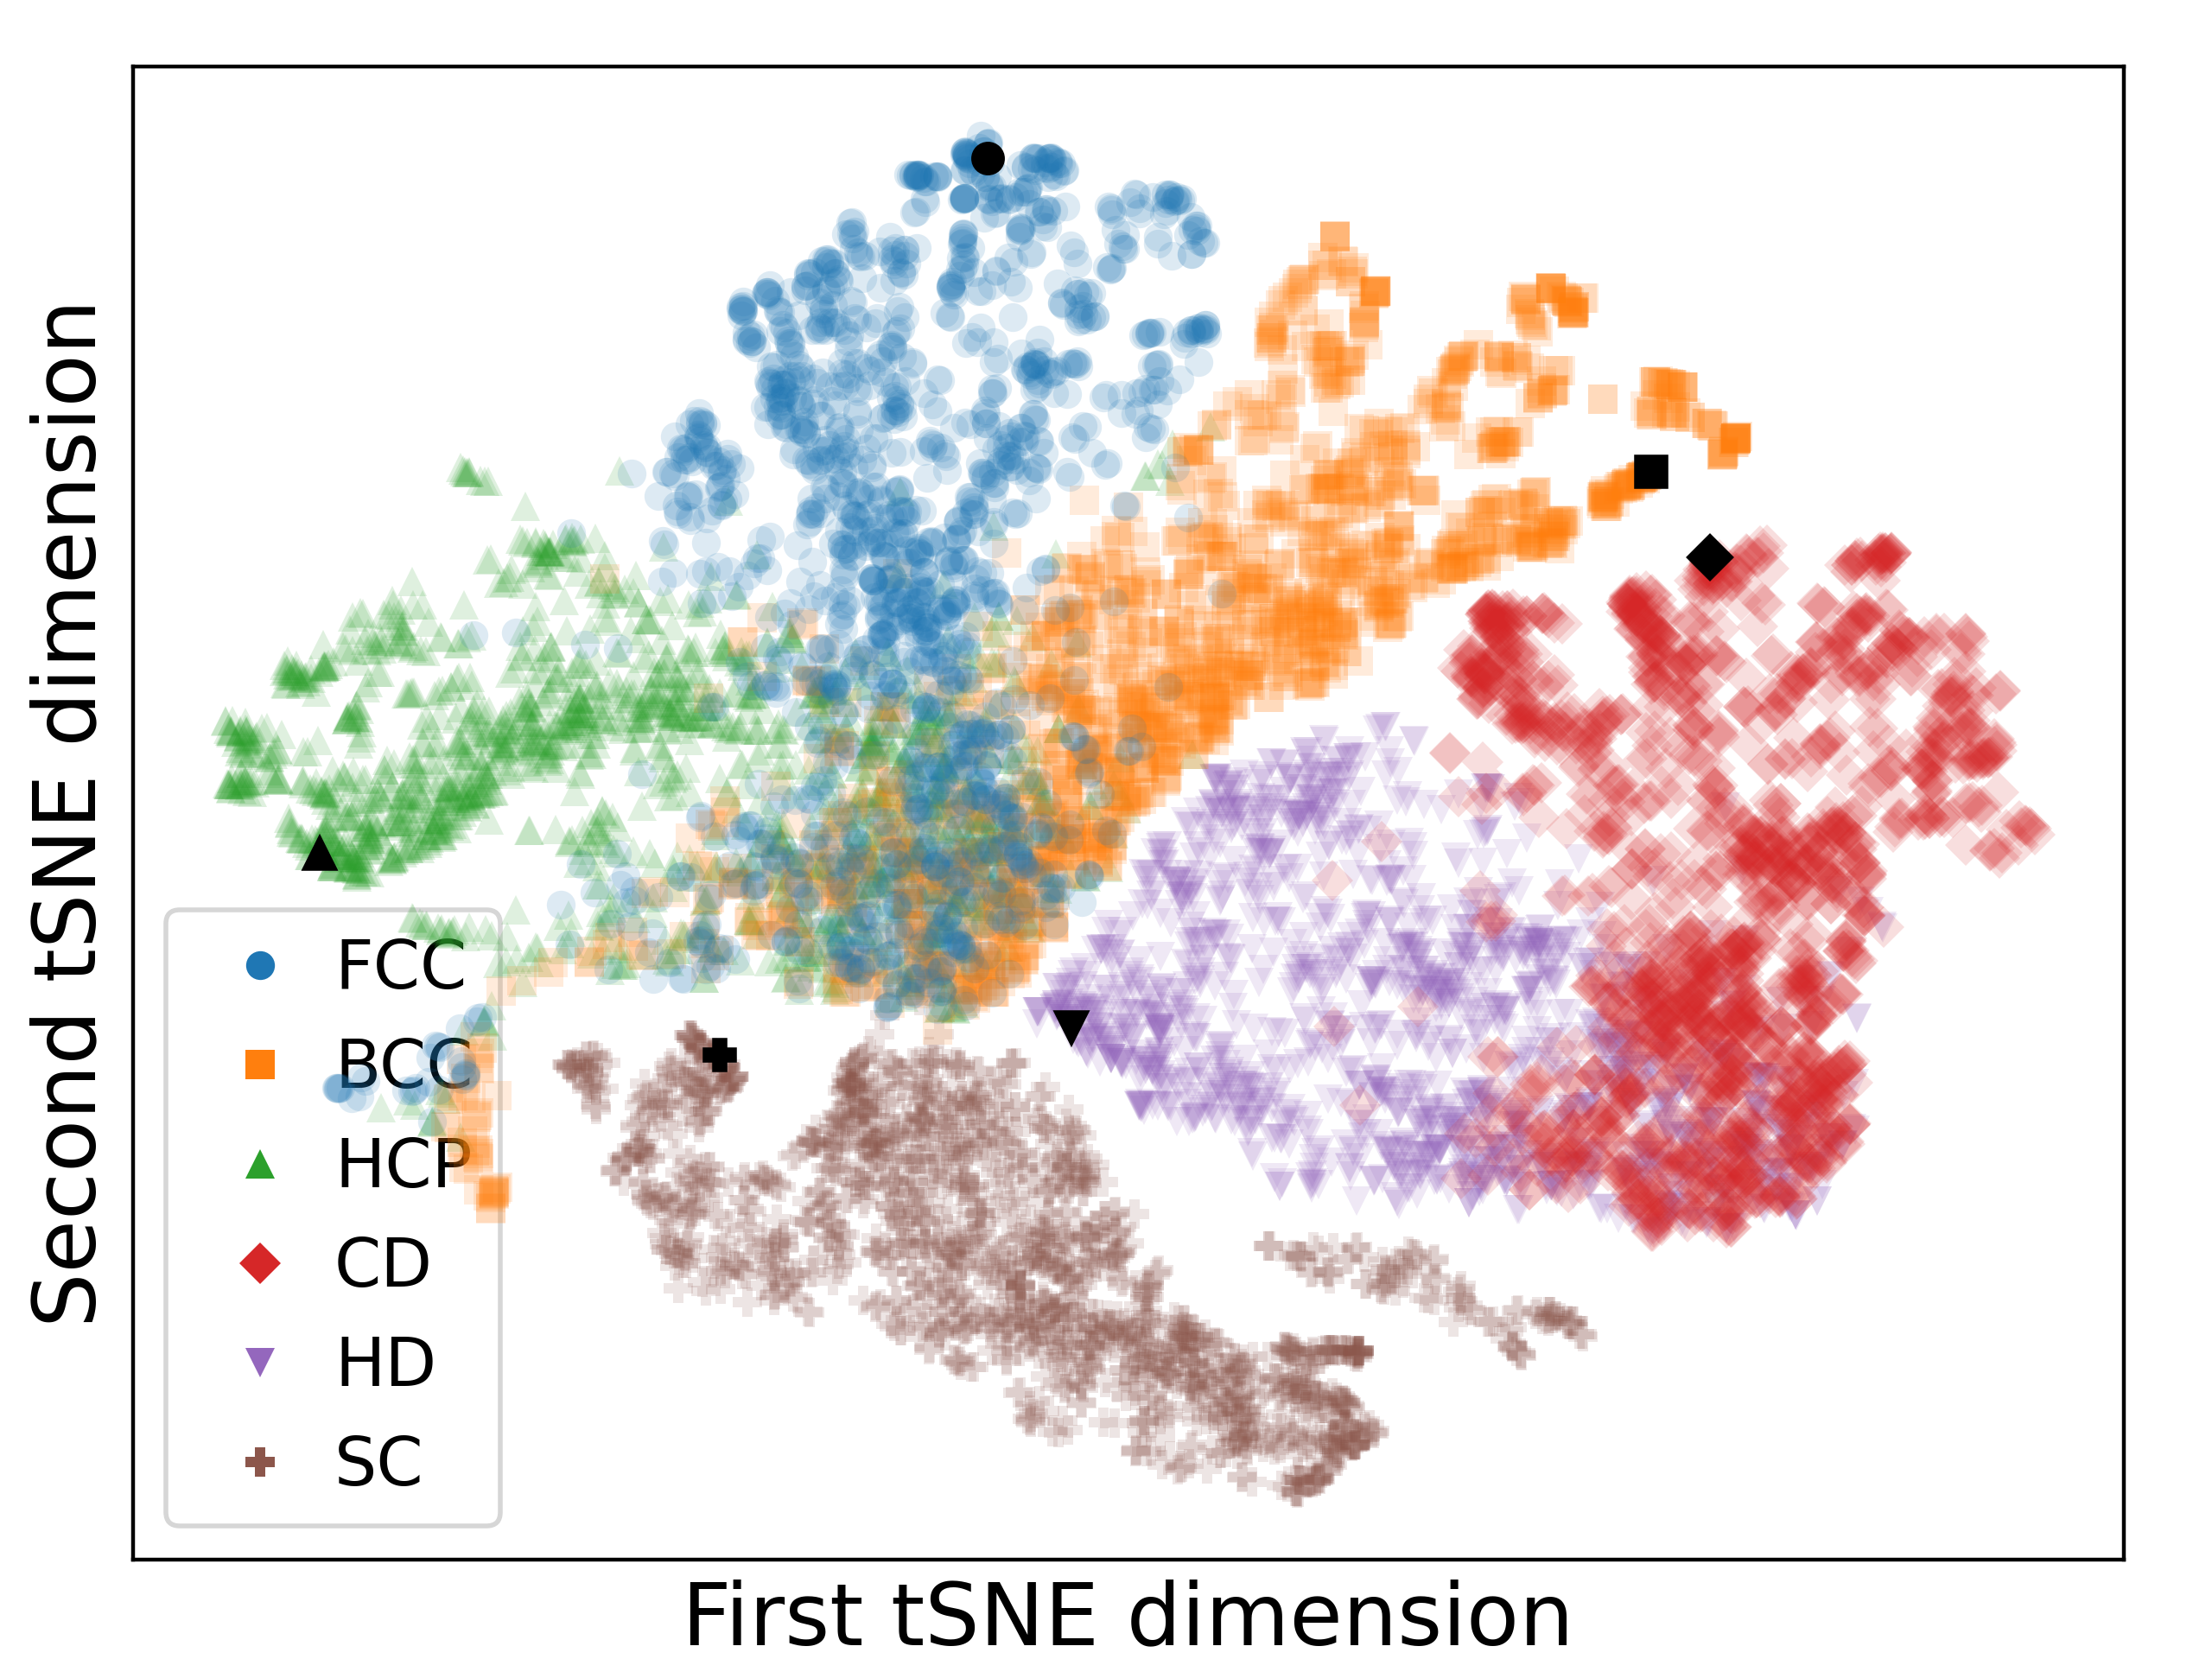 Second tSNE dimension
FCC
BCC
HCP
CD
HD
SC
First tSNE dimension